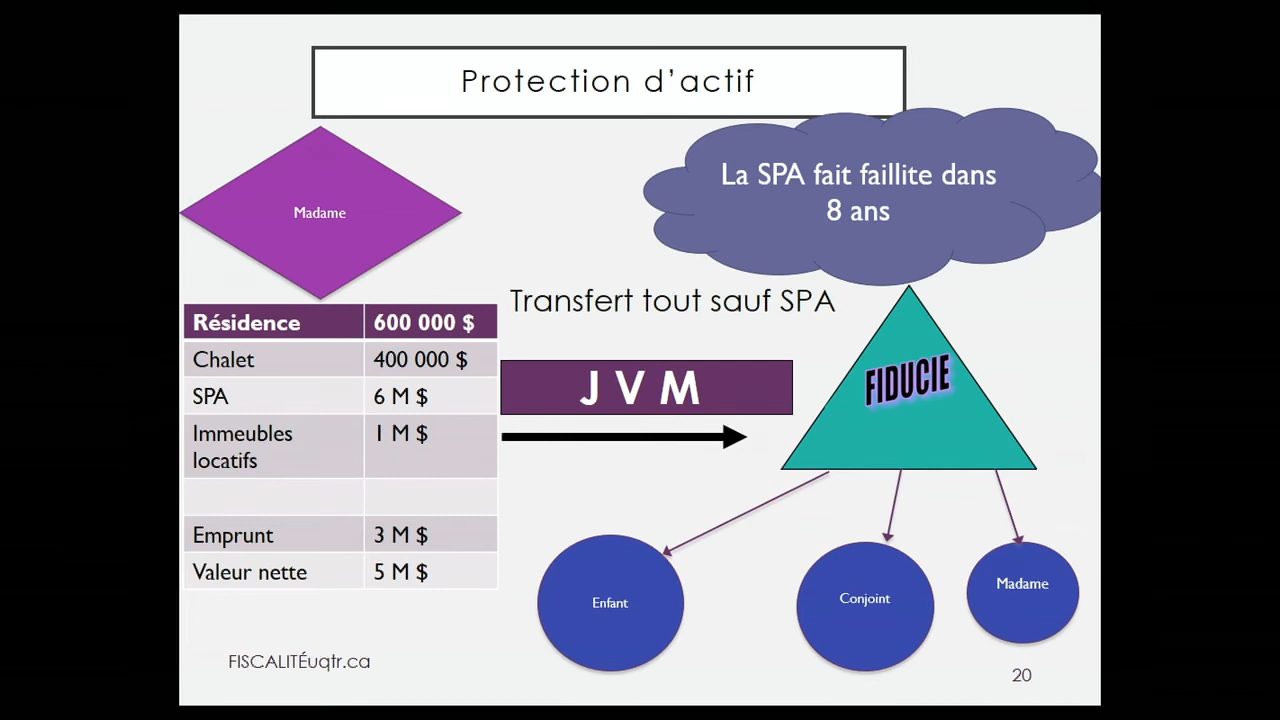 Protection d’actif
La SPA fait faillite dans
8 ans
Madame
Transfert tout sauf SPA
Résidence 600 000 $
Chalet 400 000 $
SPA 6 M $
Immeubles 1 M $
locatifs
Emprunt 3 M $
Valeur nette 5 M $
J V M
FIDUCIE
Enfant
Conjoint
Madame
FISCALITÉuqtr.ca
20